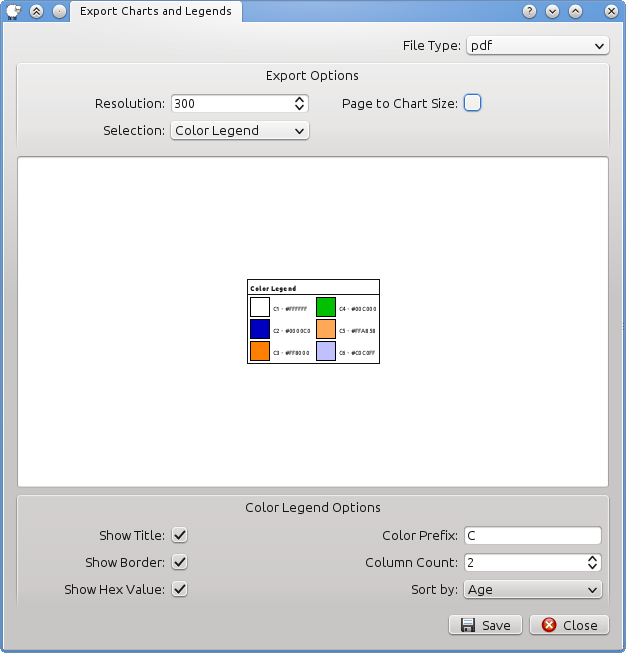 Export Charts and Legends
File Type: pdf
Export Options
Resolution: 300 Page to Chart Size:
Selection: Color Legend
Color Legend
C1 - #FFFFFF C4 - #00C000
C2 - #0000C0 C5 - #FFA858
C3 - #FF8000 C6 - #C0C0FF
Color Legend Options
Show Title: Color Prefix: C
Show Border: Column Count: 2
Show Hex Value: Sort by: Age
Save Close